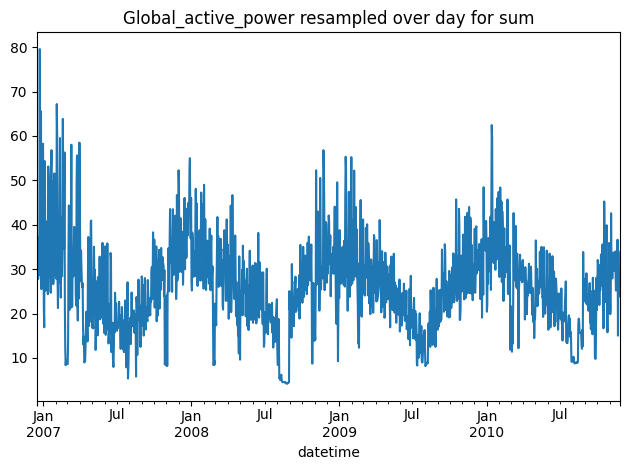 Global_active_power resampled over day for sum
80
70
60
50
40
30
20
10
Jan Jul Jan Jul Jan Jul Jan Jul
2007 2008 2009 2010
datetime